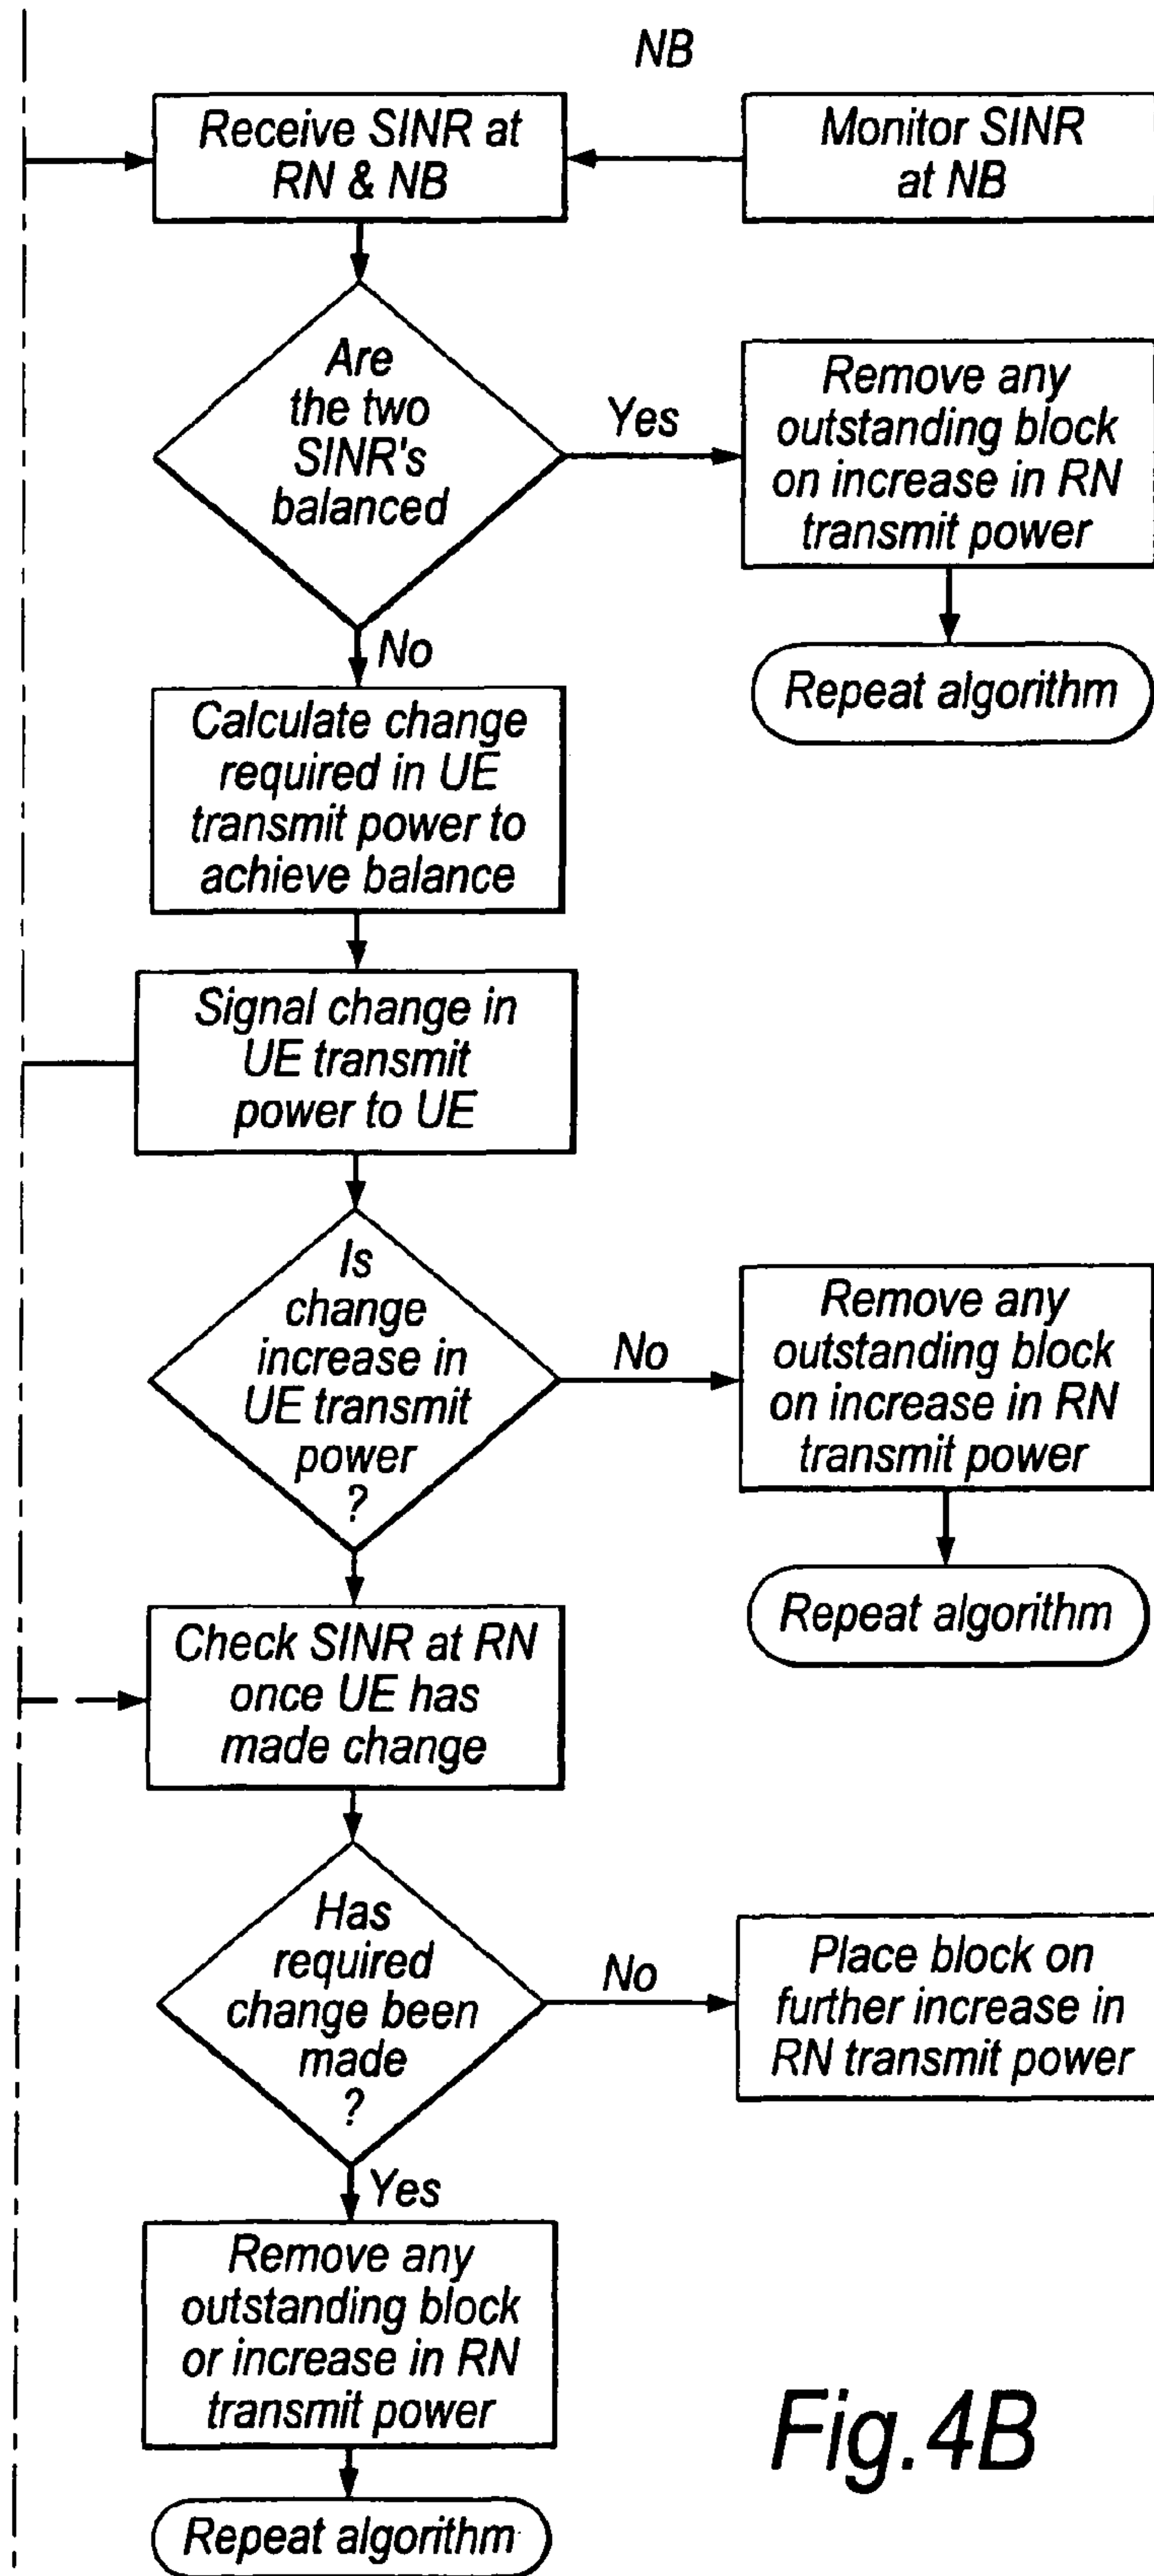 NB
Receive SINR at
RN & NB
Monitor SINR
at NB
Are
the two
SINR's
balanced
Yes
Remove any
outstanding block
on increase in RN
transmit power
Repeat algorithm
No
Calculate change
required in UE
transmit power to
achieve balance
Signal change in
UE transmit
power to UE
Is
change
increase in
UE transmit
power
?
No
Remove any
outstanding block
on increase in RN
transmit power
Repeat algorithm
Check SINR at RN
once UE has
made change
Has
required
change been
made
?
No
Place block on
further increase in
RN transmit power
Yes
Remove any
outstanding block
or increase in RN
transmit power
Repeat algorithm
Fig.4B